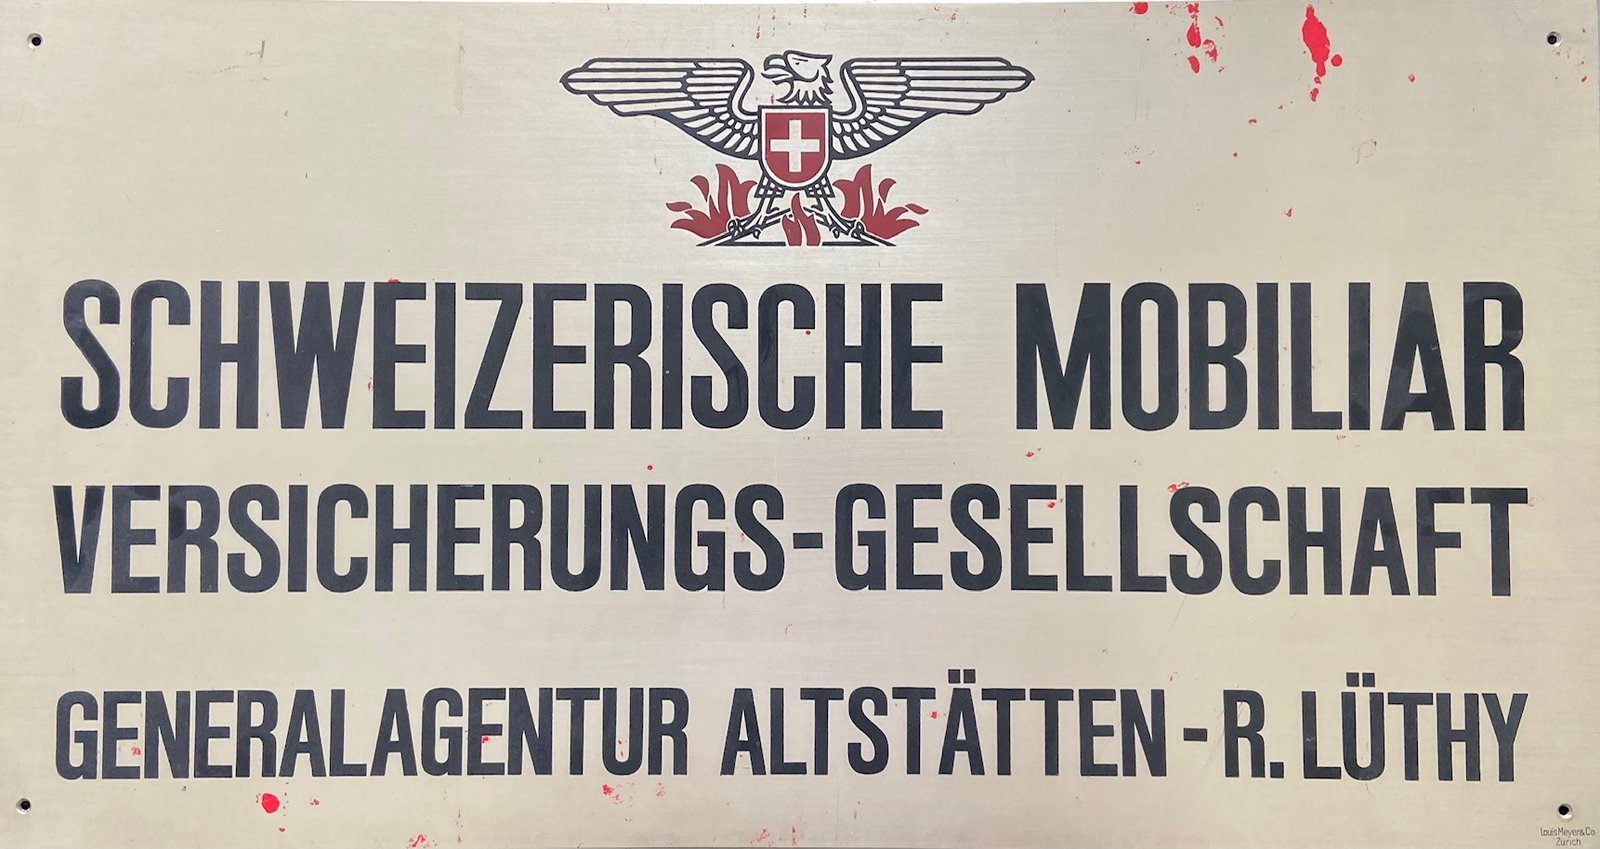 SCHWEIZERISCHE MOBILIAR
VERSICHERUNGS-GESELLSCHAFT
GENERALAGENTUR ALTSTÄTTEN - R. LÜTHY
Louis Meyer & Co.
Zürich